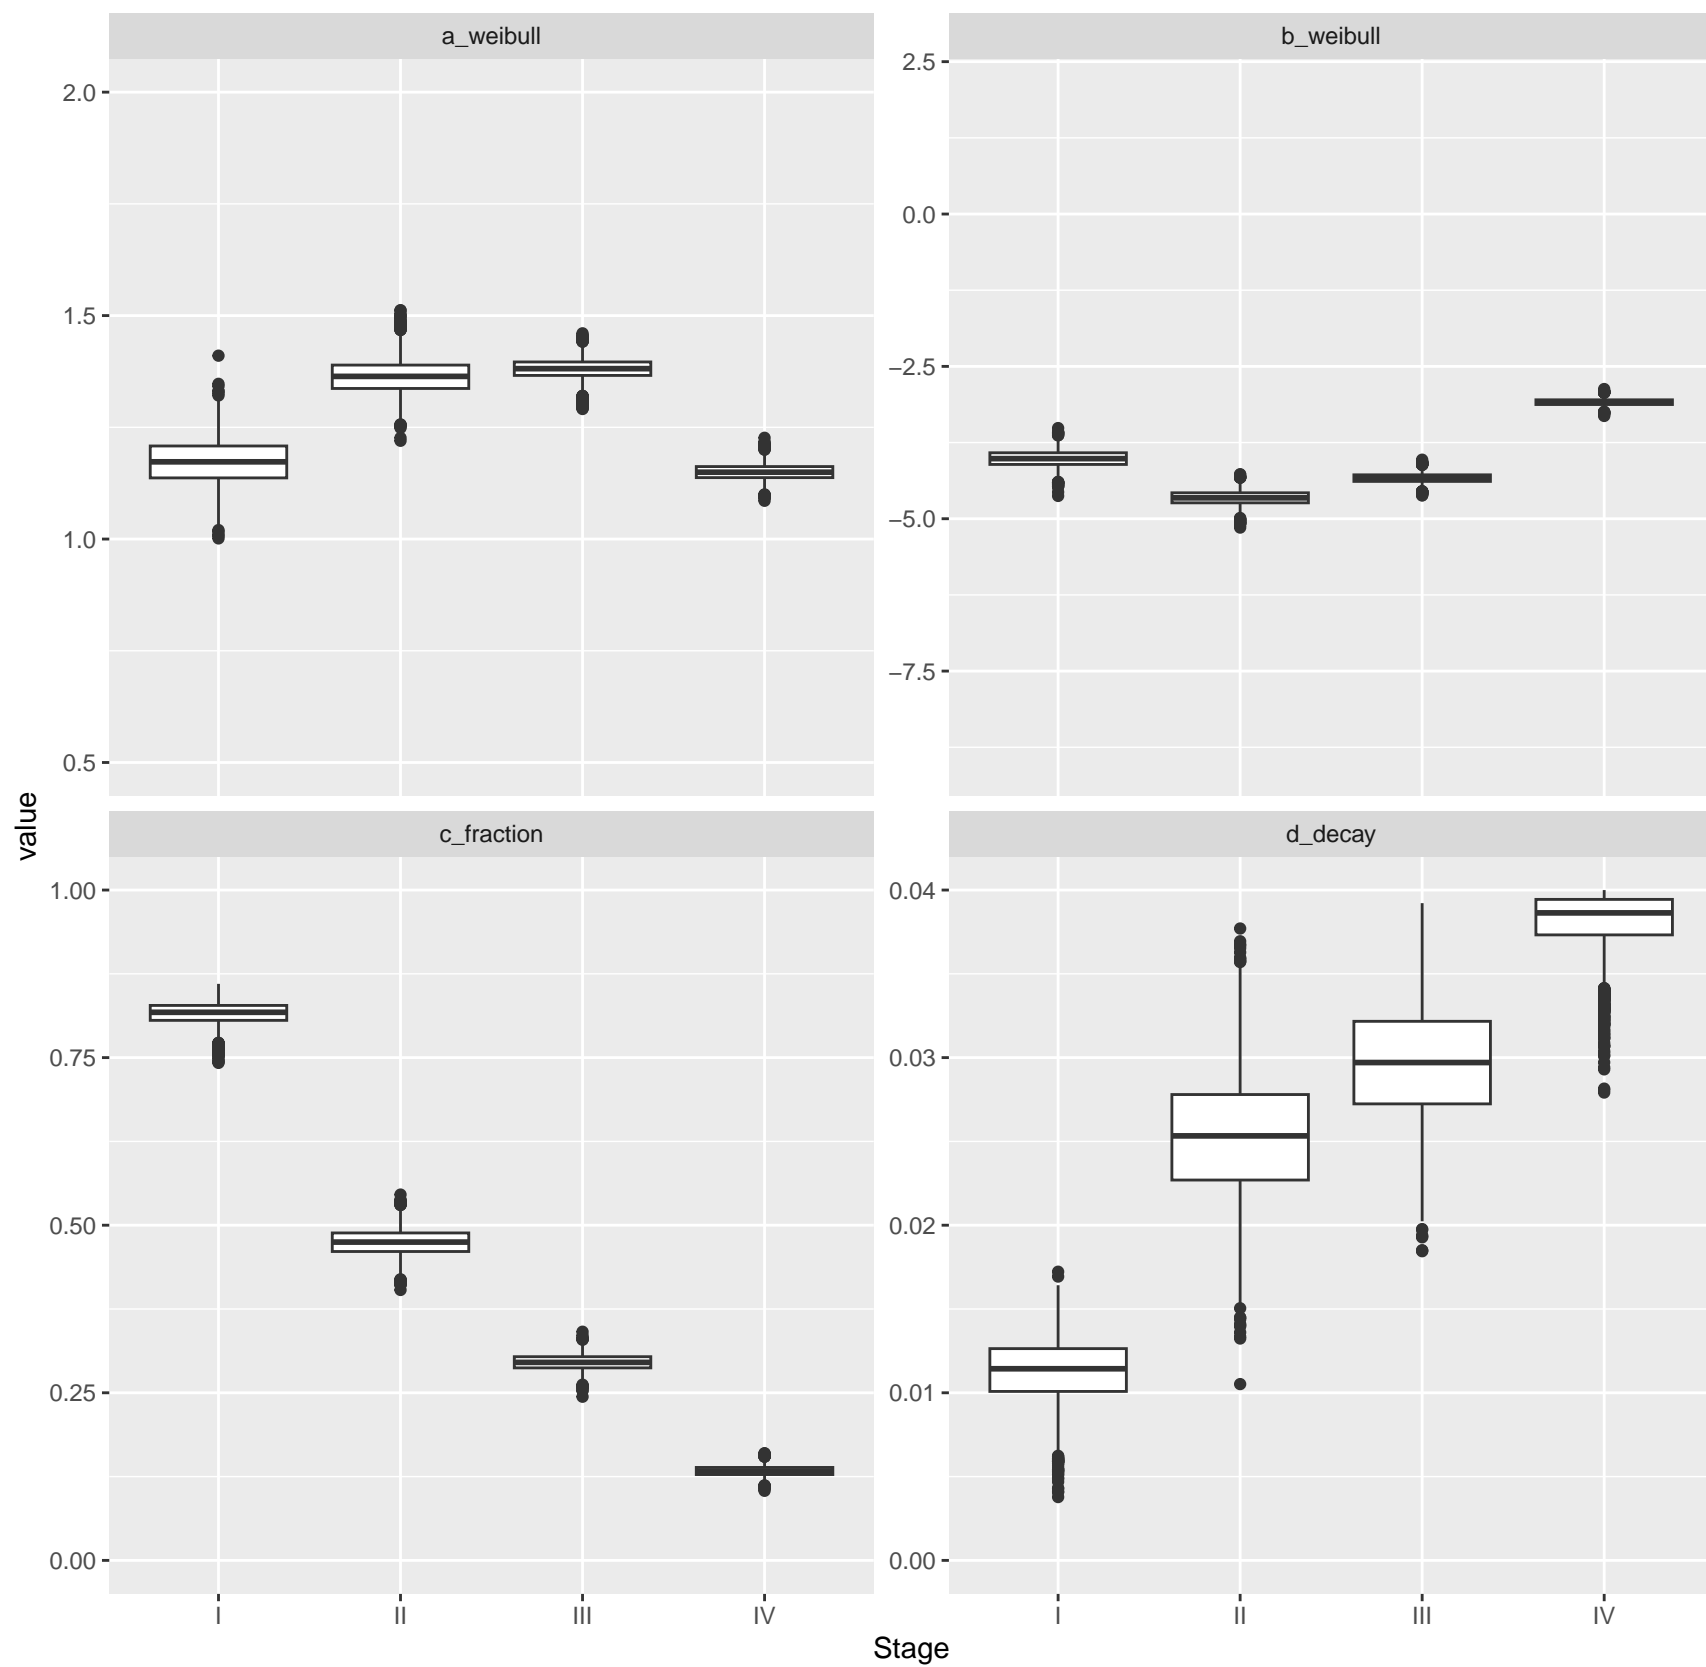 a_weibull
b_weibull
2.0
1.5
1.0
0.5
2.5
0.0
−2.5
−5.0
−7.5
value
c_fraction
d_decay
1.00
0.75
0.50
0.25
0.00
0.04
0.03
0.02
0.01
0.00
I II III IV
I II III IV
Stage